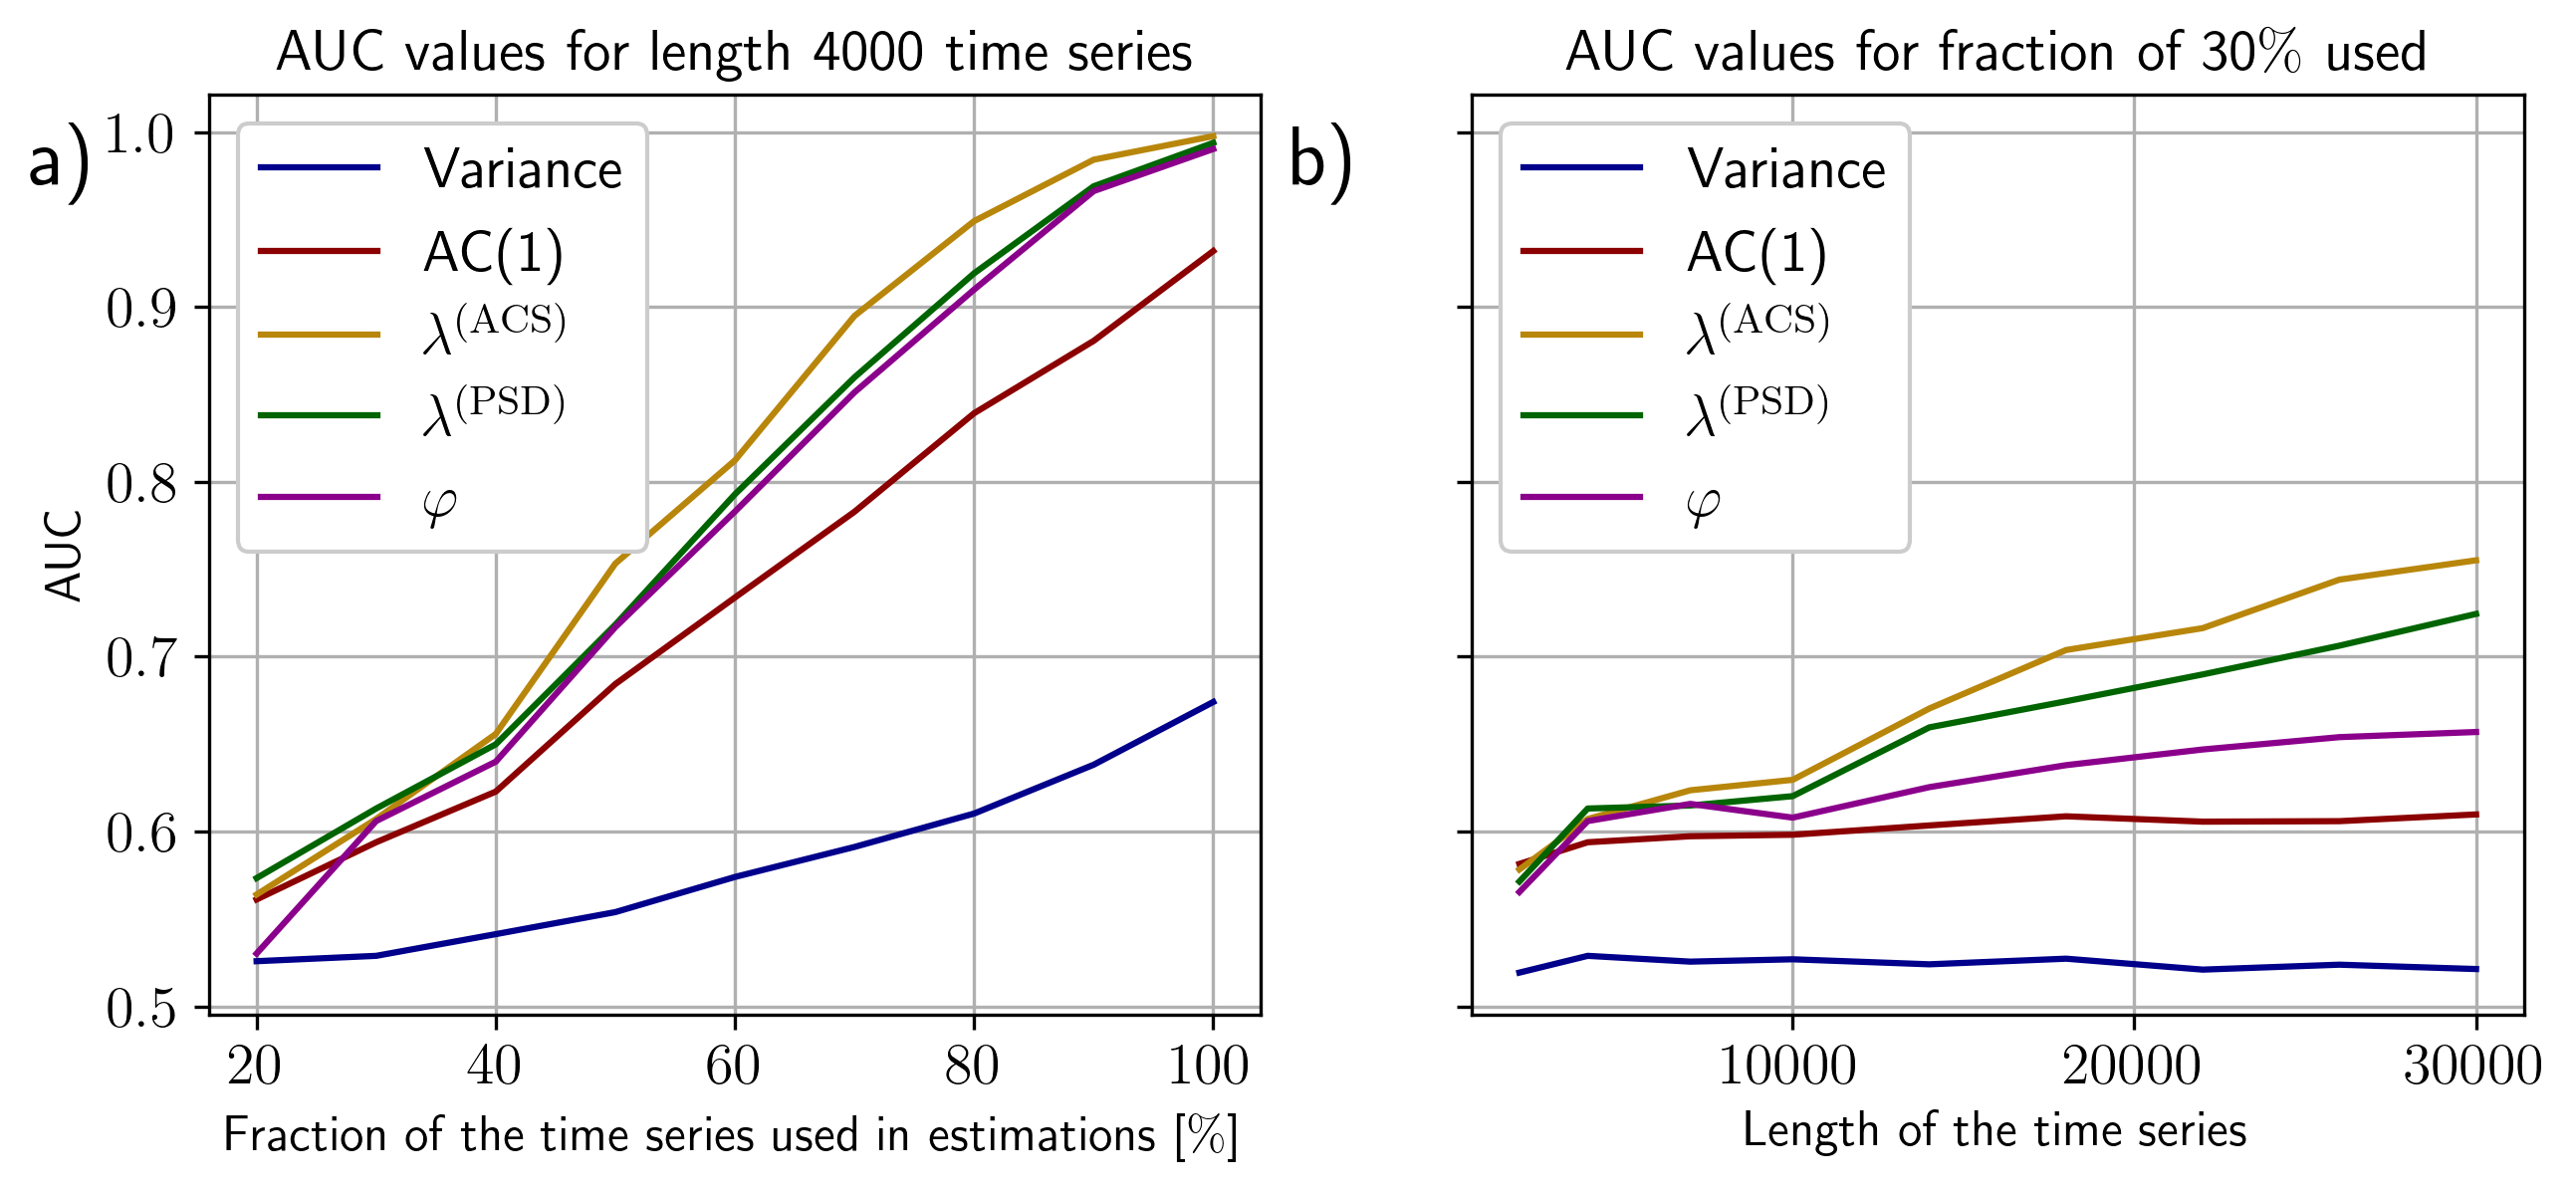 AUC values for length 4000 time series
a)
1.0
0.9
0.8
0.7
0.6
0.5
AUC
Variance
AC(1)
λ^(ACS)
λ^(PSD)
φ
20 40 60 80 100
Fraction of the time series used in estimations [%]
AUC values for fraction of 30% used
b)
Variance
AC(1)
λ^(ACS)
λ^(PSD)
φ
10000 20000 30000
Length of the time series